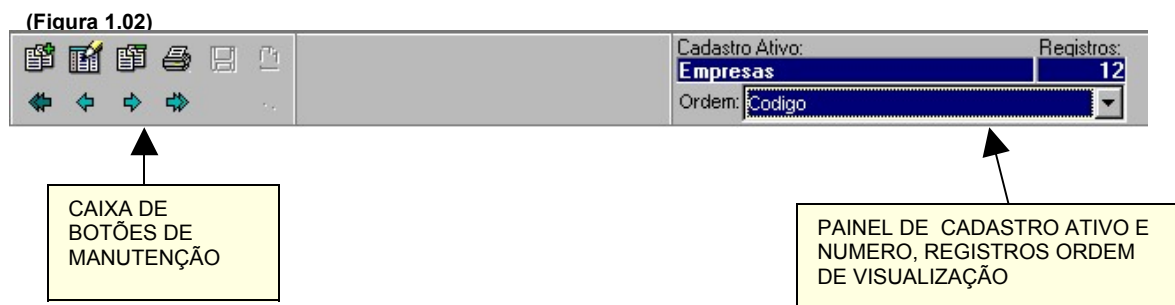 (Figura 1.02)
Cadastro Ativo: Registros:
Empresas 12
Ordem: Codigo
CAIXA DE
BOTÕES DE
MANUTENÇÃO
PAINEL DE CADASTRO ATIVO E
NUMERO, REGISTROS ORDEM
DE VISUALIZAÇÃO